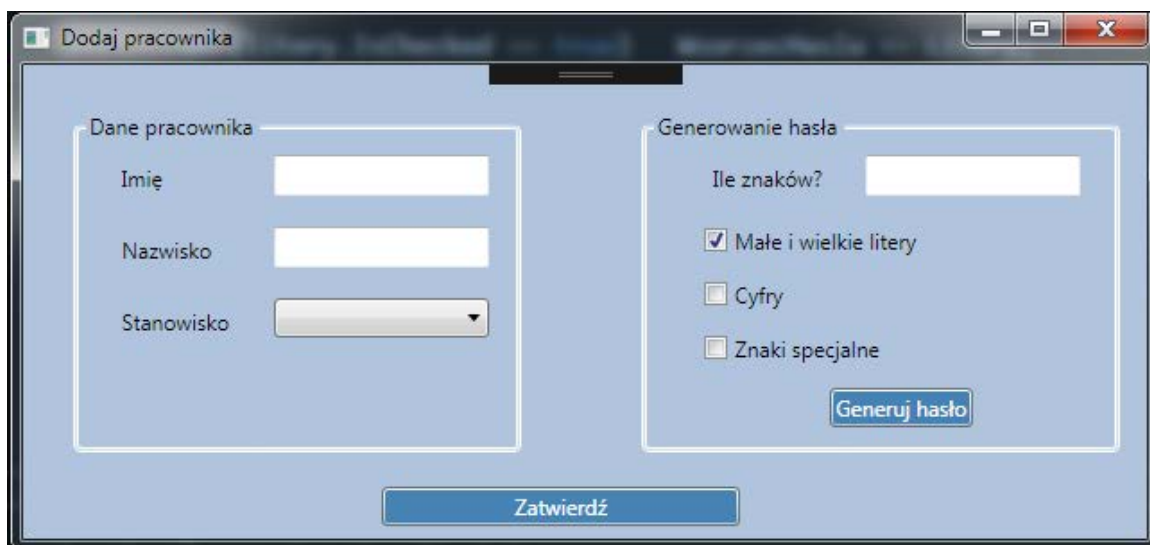 Dodaj pracownika
Dane pracownika
Imię
Nazwisko
Stanowisko
Generowanie hasła
Ile znaków?
Małe i wielkie litery
Cyfry
Znaki specjalne
Generuj hasło
Zatwierdź